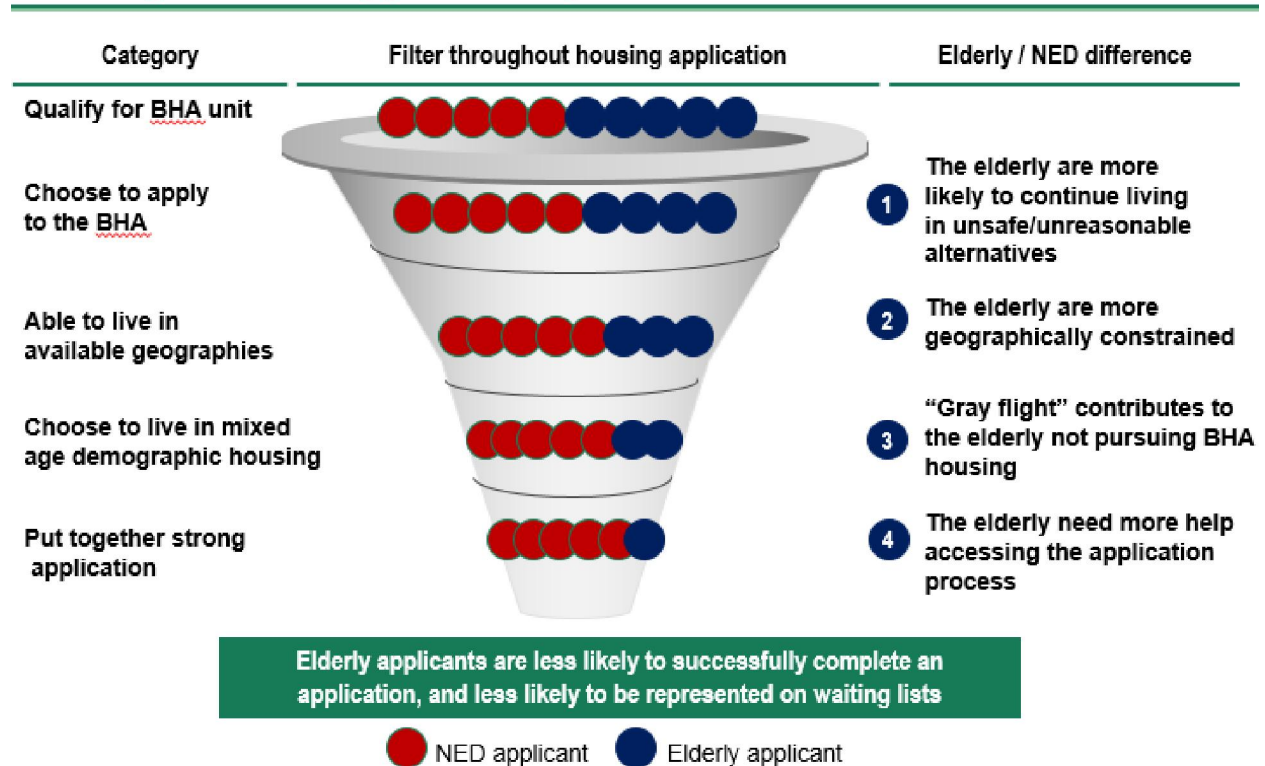 Category
Filter throughout housing application
Elderly / NED difference
Qualify for BHA unit
Choose to apply
to the BHA
1
The elderly are more
likely to continue living
in unsafe/unreasonable
alternatives
Able to live in
available geographies
2
The elderly are more
geographically constrained
Choose to live in mixed
age demographic housing
3
“Gray flight” contributes to
the elderly not pursuing BHA
housing
Put together strong
application
4
The elderly need more help
accessing the application
process
Elderly applicants are less likely to successfully complete an
application, and less likely to be represented on waiting lists
NED applicant
Elderly applicant